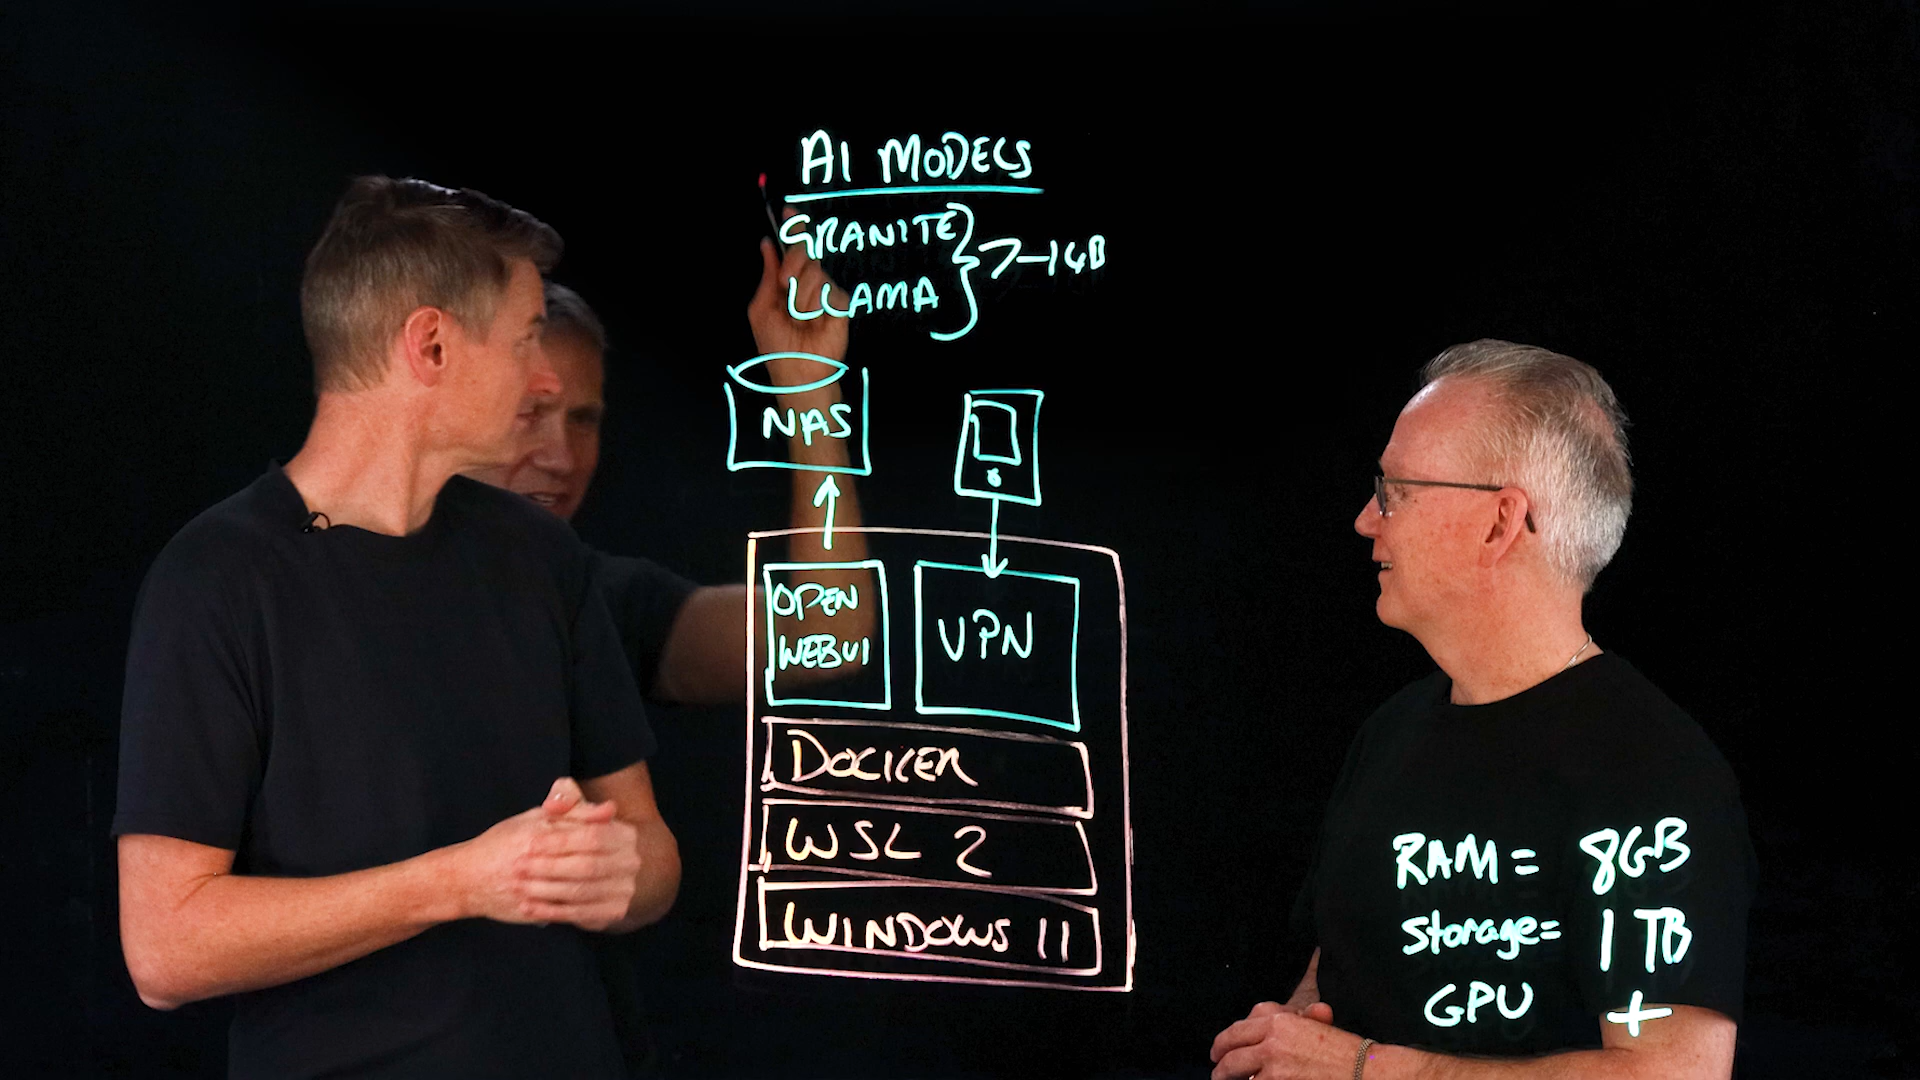 AI MODELS
GRANITE
LLAMA
7-14B
NAS
OPEN
WEBUI
VPN
DOCKER
WSL 2
WINDOWS 11
RAM = 8GB
Storage = 1 TB
GPU +